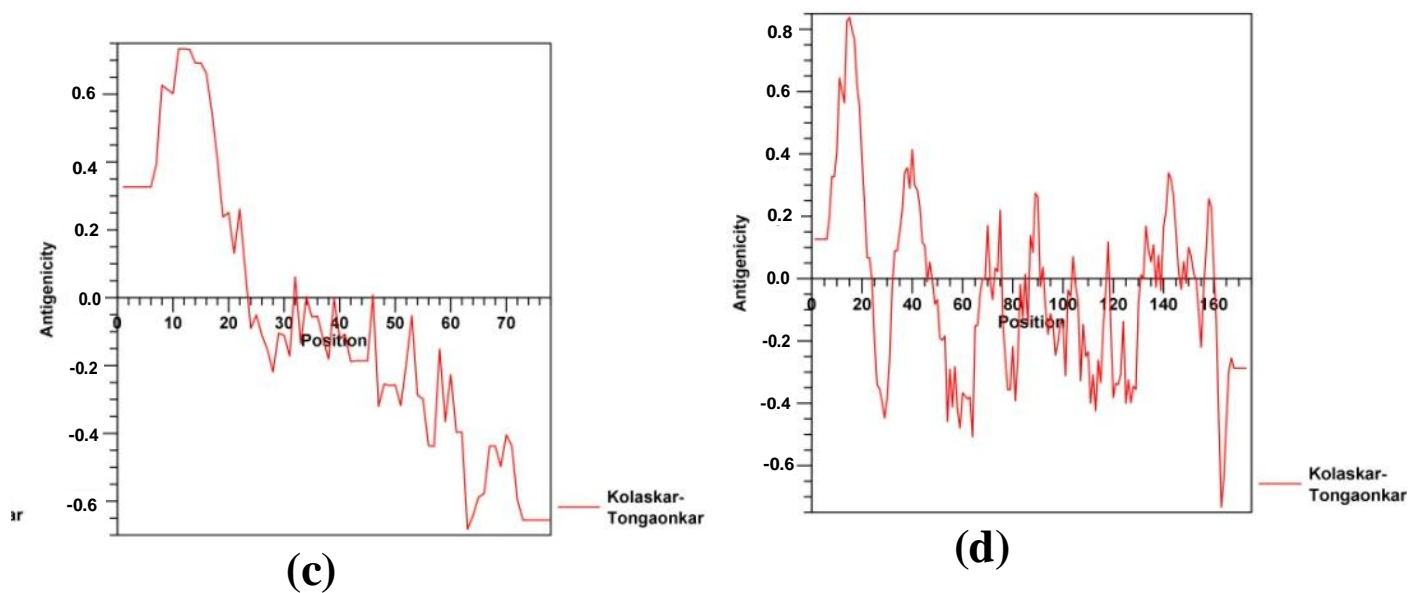 0.6
0.4
0.2
0.0
-0.2
-0.4
-0.6
Antigenicity
0 10 20 30 40 50 60 70
Position
Kolaskar-
Tongaonkar
ar
(c)
0.8
0.6
0.4
0.2
0.0
-0.2
-0.4
-0.6
Antigenicity
0 20 40 60 80 100 120 140 160
Position
Kolaskar-
Tongaonkar
(d)